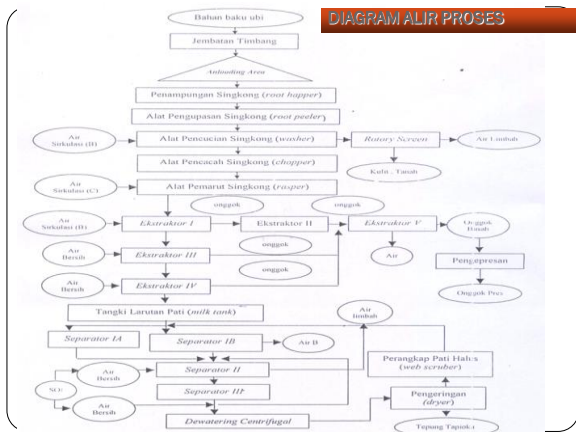 DIAGRAM ALIR PROSES
Bahan baku ubi
Jembatan Timbang
Anloading Area
Penampungan Singkong (root hopper)
Alat Pengupasan Singkong (root peeler)
Air
Sirkulasi (B)
Alat Pencucian Singkong (washer)
Rotory Screen
Air Limbah
Alat Pencacah Singkong (chopper)
Kulit , Tanah
Air
Sirkulasi (C)
Alat Pemarut Singkong (rasper)
onggok
onggok
Air
Sirkulasi (B)
Ekstraktor I
Ekstraktor II
Ekstraktor V
Onggok
Basah
Air
Bersih
Ekstraktor III
onggok
Air
Pengepresan
Air
Bersih
Ekstraktor IV
onggok
Onggok Pres
Tangki Larutan Pati (milk tank)
Air
limbah
Separator IA
Separator IB
Air B
Perangkap Pati Halus
(web scruber)
Air
Bersih
Separator II
Separator III
Pengeringan
(dryer)
Air
Bersih
Dewatering Centrifugal
Tepung Tapioka